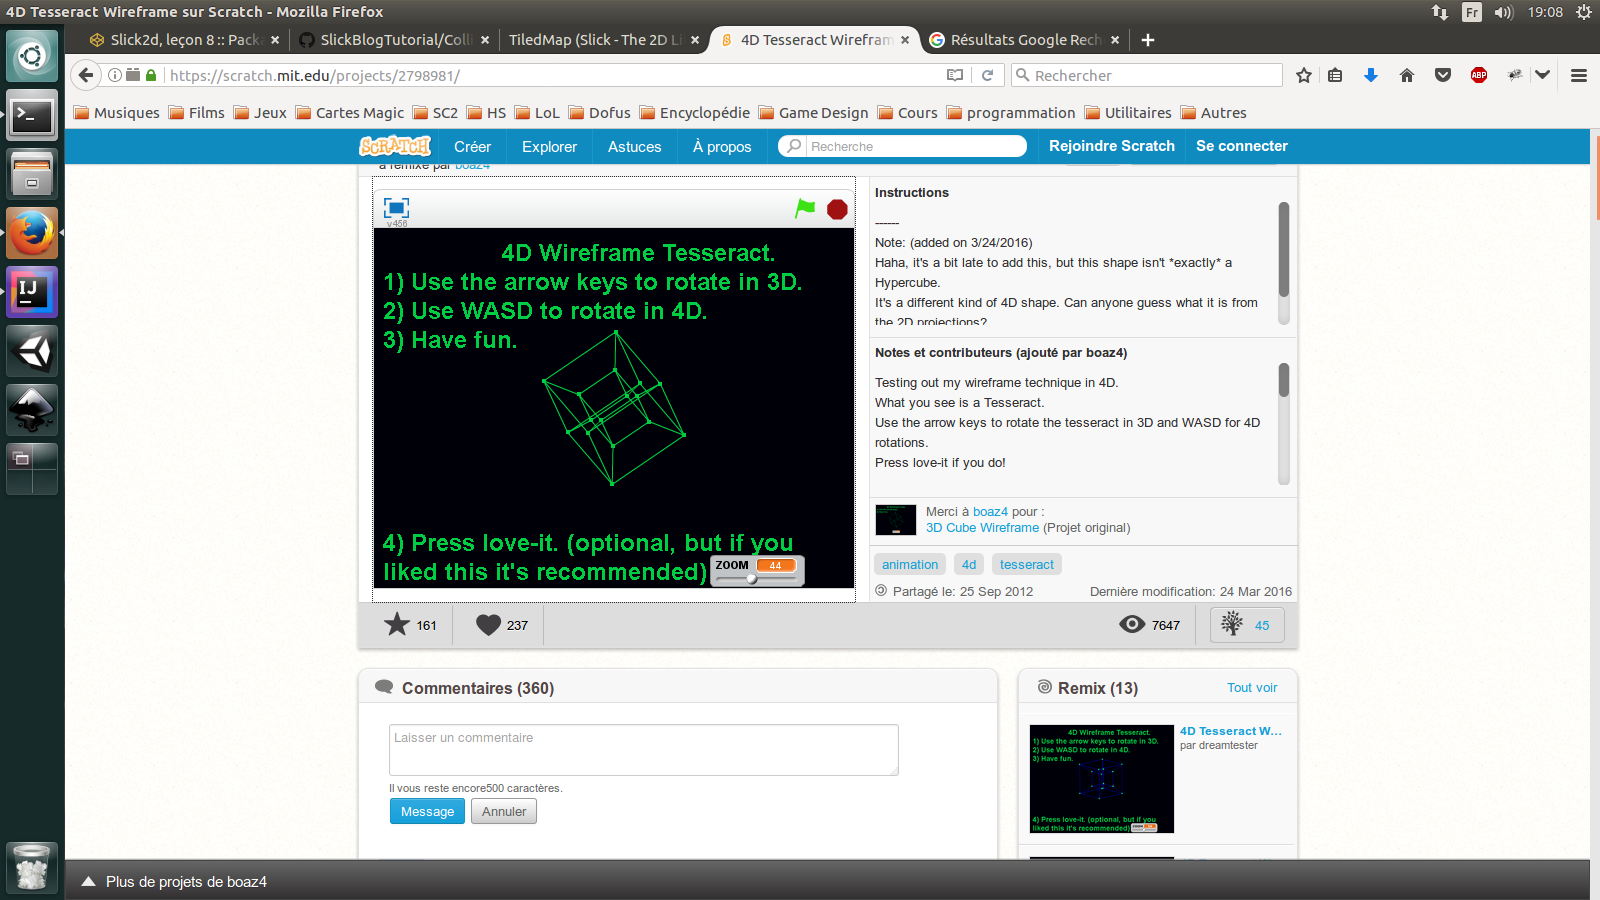 4D Tesseract Wireframe sur Scratch - Mozilla Firefox
Fr
19:08
Slick2d, leçon 8 :: Pack
SlickBlogTutorial/Colli
TiledMap (Slick - The 2D Li
4D Tesseract Wirefram
Résultats Google Rech
https://scratch.mit.edu/projects/2798981/
Rechercher
ABP
Musiques
Films
Jeux
Cartes Magic
SC2
HS
LoL
Dofus
Encyclopédie
Game Design
Cours
programmation
Utilitaires
Autres
SCRATCH
Créer
Explorer
Astuces
À propos
Recherche
Rejoindre Scratch
Se connecter
a remixé par boaz4
v456
4D Wireframe Tesseract.
1) Use the arrow keys to rotate in 3D.
2) Use WASD to rotate in 4D.
3) Have fun.
4) Press love-it. (optional, but if you
liked this it's recommended)
ZOOM 44
Instructions
------
Note: (added on 3/24/2016)
Haha, it's a bit late to add this, but this shape isn't *exactly* a
Hypercube.
It's a different kind of 4D shape. Can anyone guess what it is from
the 2D projections?
Notes et contributeurs (ajouté par boaz4)
Testing out my wireframe technique in 4D.
What you see is a Tesseract.
Use the arrow keys to rotate the tesseract in 3D and WASD for 4D
rotations.
Press love-it if you do!
Merci à boaz4 pour :
3D Cube Wireframe (Projet original)
animation
4d
tesseract
Partagé le: 25 Sep 2012
Dernière modification: 24 Mar 2016
161
237
7647
45
Commentaires (360)
Laisser un commentaire
Il vous reste encore500 caractères.
Message
Annuler
Remix (13)
Tout voir
4D Wireframe Tesseract.
1) Use the arrow keys to rotate in 3D.
2) Use WASD to rotate in 4D.
3) Have fun.
4) Press love-it. (optional, but if you
liked this it's recommended)
4D Tesseract W...
par dreamtester
Plus de projets de boaz4
IJ